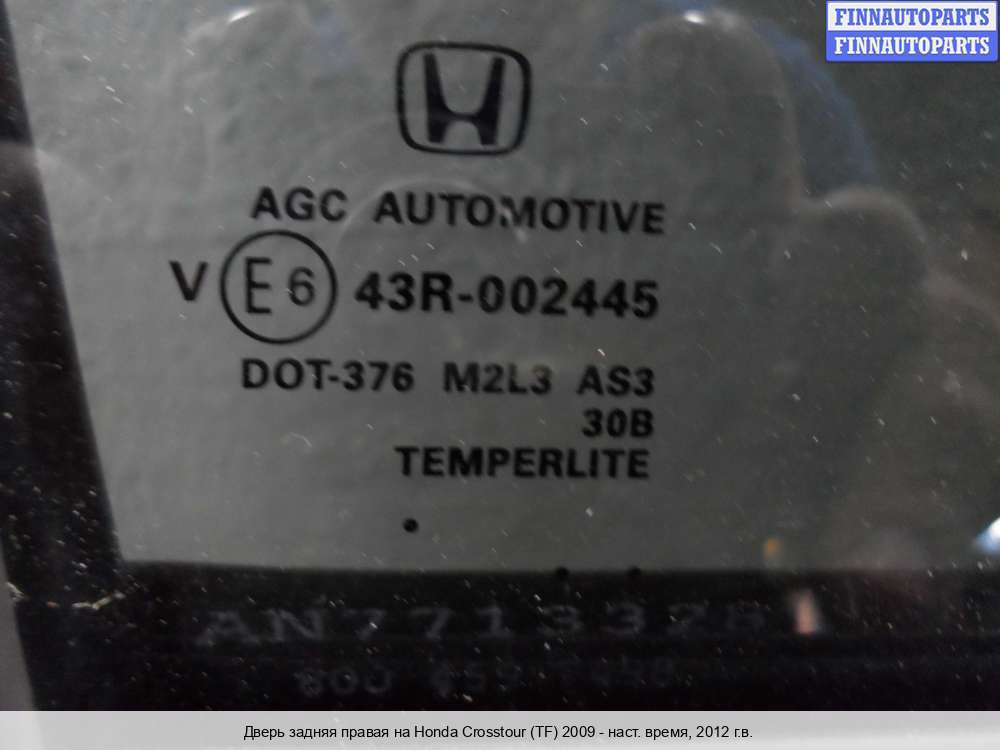 FINNAUTOPARTS
FINNAUTOPARTS
AGC AUTOMOTIVE
V E6 43R-002445
DOT-376 M2L3 AS3
30B
TEMPERLITE
Дверь задняя правая на Honda Crosstour (TF) 2009 - наст. время, 2012 г.в.